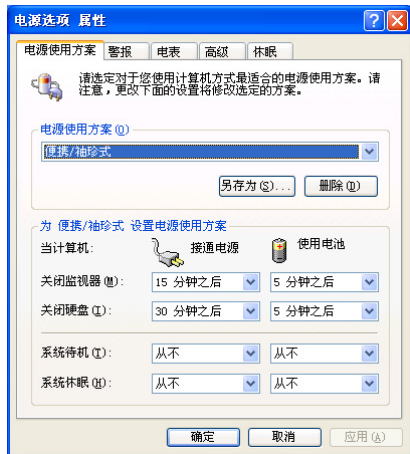 电源选项 属性
电源使用方案 警报 电表 高级 休眠
请选定对于您使用计算机方式最适合的电源使用方案。请
注意，更改下面的设置将修改选定的方案。
电源使用方案(O)
便携/袖珍式
另存为(S)... 删除(D)
为 便携/袖珍式 设置电源使用方案
当计算机: 接通电源 使用电池
关闭监视器(M): 15 分钟之后 5 分钟之后
关闭硬盘(I): 30 分钟之后 5 分钟之后
系统待机(T): 从不 从不
系统休眠(H): 从不 从不
确定 取消 应用(A)